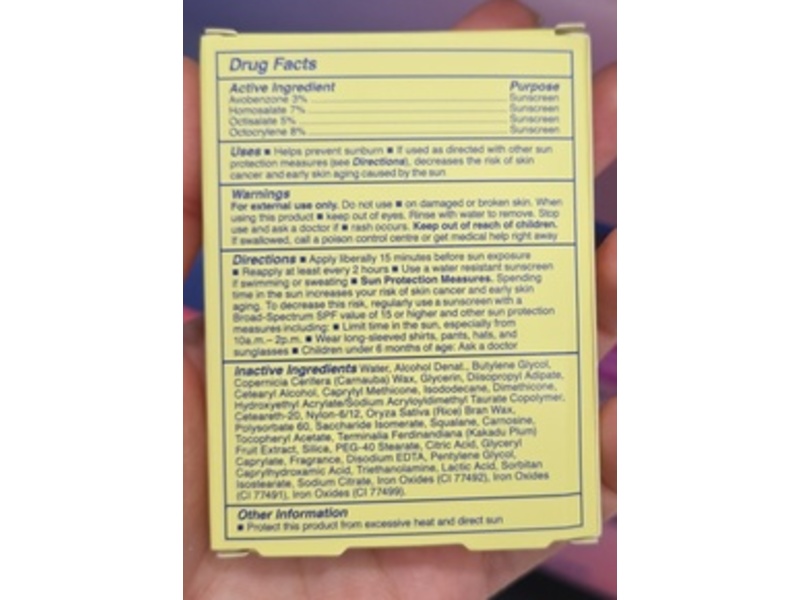 Drug Facts
Active Ingredient Purpose
Avobenzone 3% Sunscreen
Homosalate 7% Sunscreen
Octisalate 5% Sunscreen
Octocrylene 8% Sunscreen
Uses ■ Helps prevent sunburn ■ If used as directed with other sun
protection measures (see Directions), decreases the risk of skin
cancer and early skin aging caused by the sun
Warnings
For external use only. Do not use ■ on damaged or broken skin. When
using this product ■ keep out of eyes. Rinse with water to remove. Stop
use and ask a doctor if ■ rash occurs. Keep out of reach of children.
If swallowed, call a poison control centre or get medical help right away
Directions ■ Apply liberally 15 minutes before sun exposure
■ Reapply at least every 2 hours ■ Use a water resistant sunscreen
if swimming or sweating ■ Sun Protection Measures. Spending
time in the sun increases your risk of skin cancer and early skin
aging. To decrease this risk, regularly use a sunscreen with a
Broad-Spectrum SPF value of 15 or higher and other sun protection
measures including: ■ Limit time in the sun, especially from
10a.m.– 2p.m. ■ Wear long-sleeved shirts, pants, hats, and
sunglasses ■ Children under 6 months of age: Ask a doctor
Inactive Ingredients Water, Alcohol Denat., Butylene Glycol,
Copernicia Cerifera (Carnauba) Wax, Glycerin, Diisopropyl Adipate,
Cetearyl Alcohol, Caprylyl Methicone, Isododecane, Dimethicone,
Hydroxyethyl Acrylate/Sodium Acryloyldimethyl Taurate Copolymer,
Ceteareth-20, Nylon-6/12, Oryza Sativa (Rice) Bran Wax,
Polysorbate 60, Saccharide Isomerate, Squalane, Carnosine,
Tocopheryl Acetate, Terminalia Ferdinandiana (Kakadu Plum)
Fruit Extract, Silica, PEG-40 Stearate, Citric Acid, Glyceryl
Caprylate, Fragrance, Disodium EDTA, Pentylene Glycol,
Caprylhydroxamic Acid, Triethanolamine, Lactic Acid, Sorbitan
Isostearate, Sodium Citrate, Iron Oxides (CI 77492), Iron Oxides
(CI 77491), Iron Oxides (CI 77499).
Other Information
■ Protect this product from excessive heat and direct sun